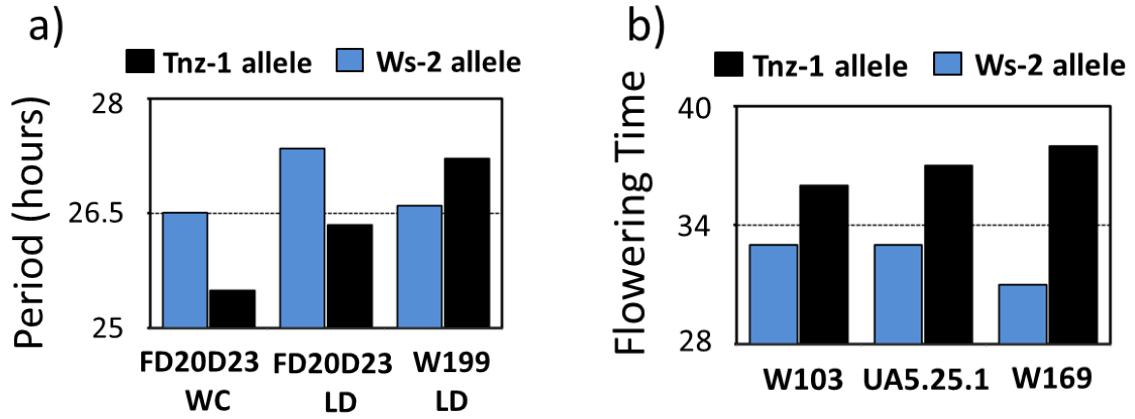 a)
Tnz-1 allele Ws-2 allele
Period (hours)
28
26.5
25
FD20D23 FD20D23 W199
WC LD LD
b)
Tnz-1 allele Ws-2 allele
Flowering Time
40
34
28
W103 UA5.25.1 W169